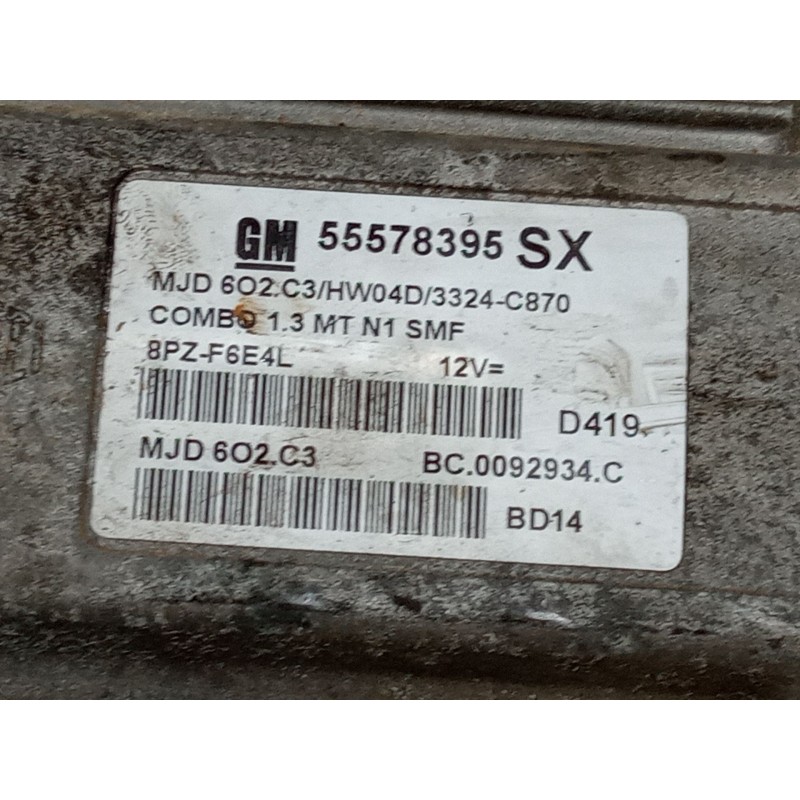 GM 55578395 SX
MJD 6O2.C3/HW04D/3324-C870
COMBO 1.3 MT N1 SMF
8PZ-F6E4L 12V=
D419
MJD 6O2.C3 BC.0092934.C
BD14